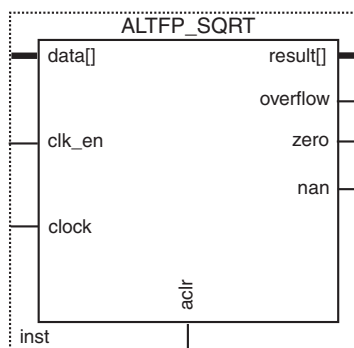 ALTFP_SQRT
data[] result[]
overflow
clk_en zero
nan
clock
aclr
inst